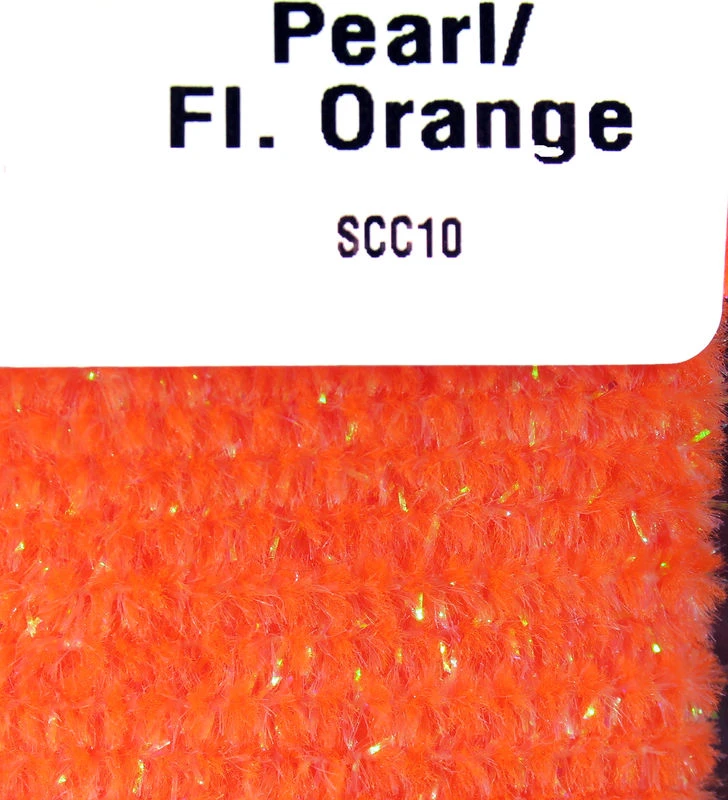 Pearl/
Fl. Orange
SCC10